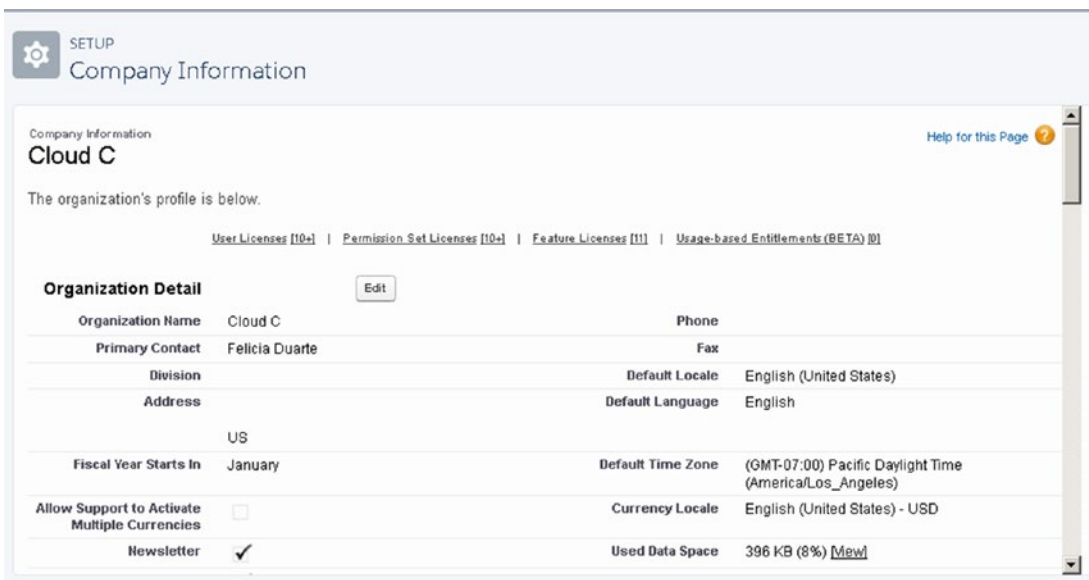 SETUP
Company Information
Company Information
Help for this Page ?
Cloud C
The organization's profile is below.
User Licenses [10+] | Permission Set Licenses [10+] | Feature Licenses [11] | Usage-based Entitlements (BETA) [0]
Organization Detail Edit
Organization Name Cloud C Phone
Primary Contact Felicia Duarte Fax
Division Default Locale English (United States)
Address Default Language English
US
Fiscal Year Starts In January Default Time Zone (GMT-07:00) Pacific Daylight Time
(America/Los_Angeles)
Allow Support to Activate
Multiple Currencies Currency Locale English (United States) - USD
Newsletter Used Data Space 396 KB (8%) [Mew]